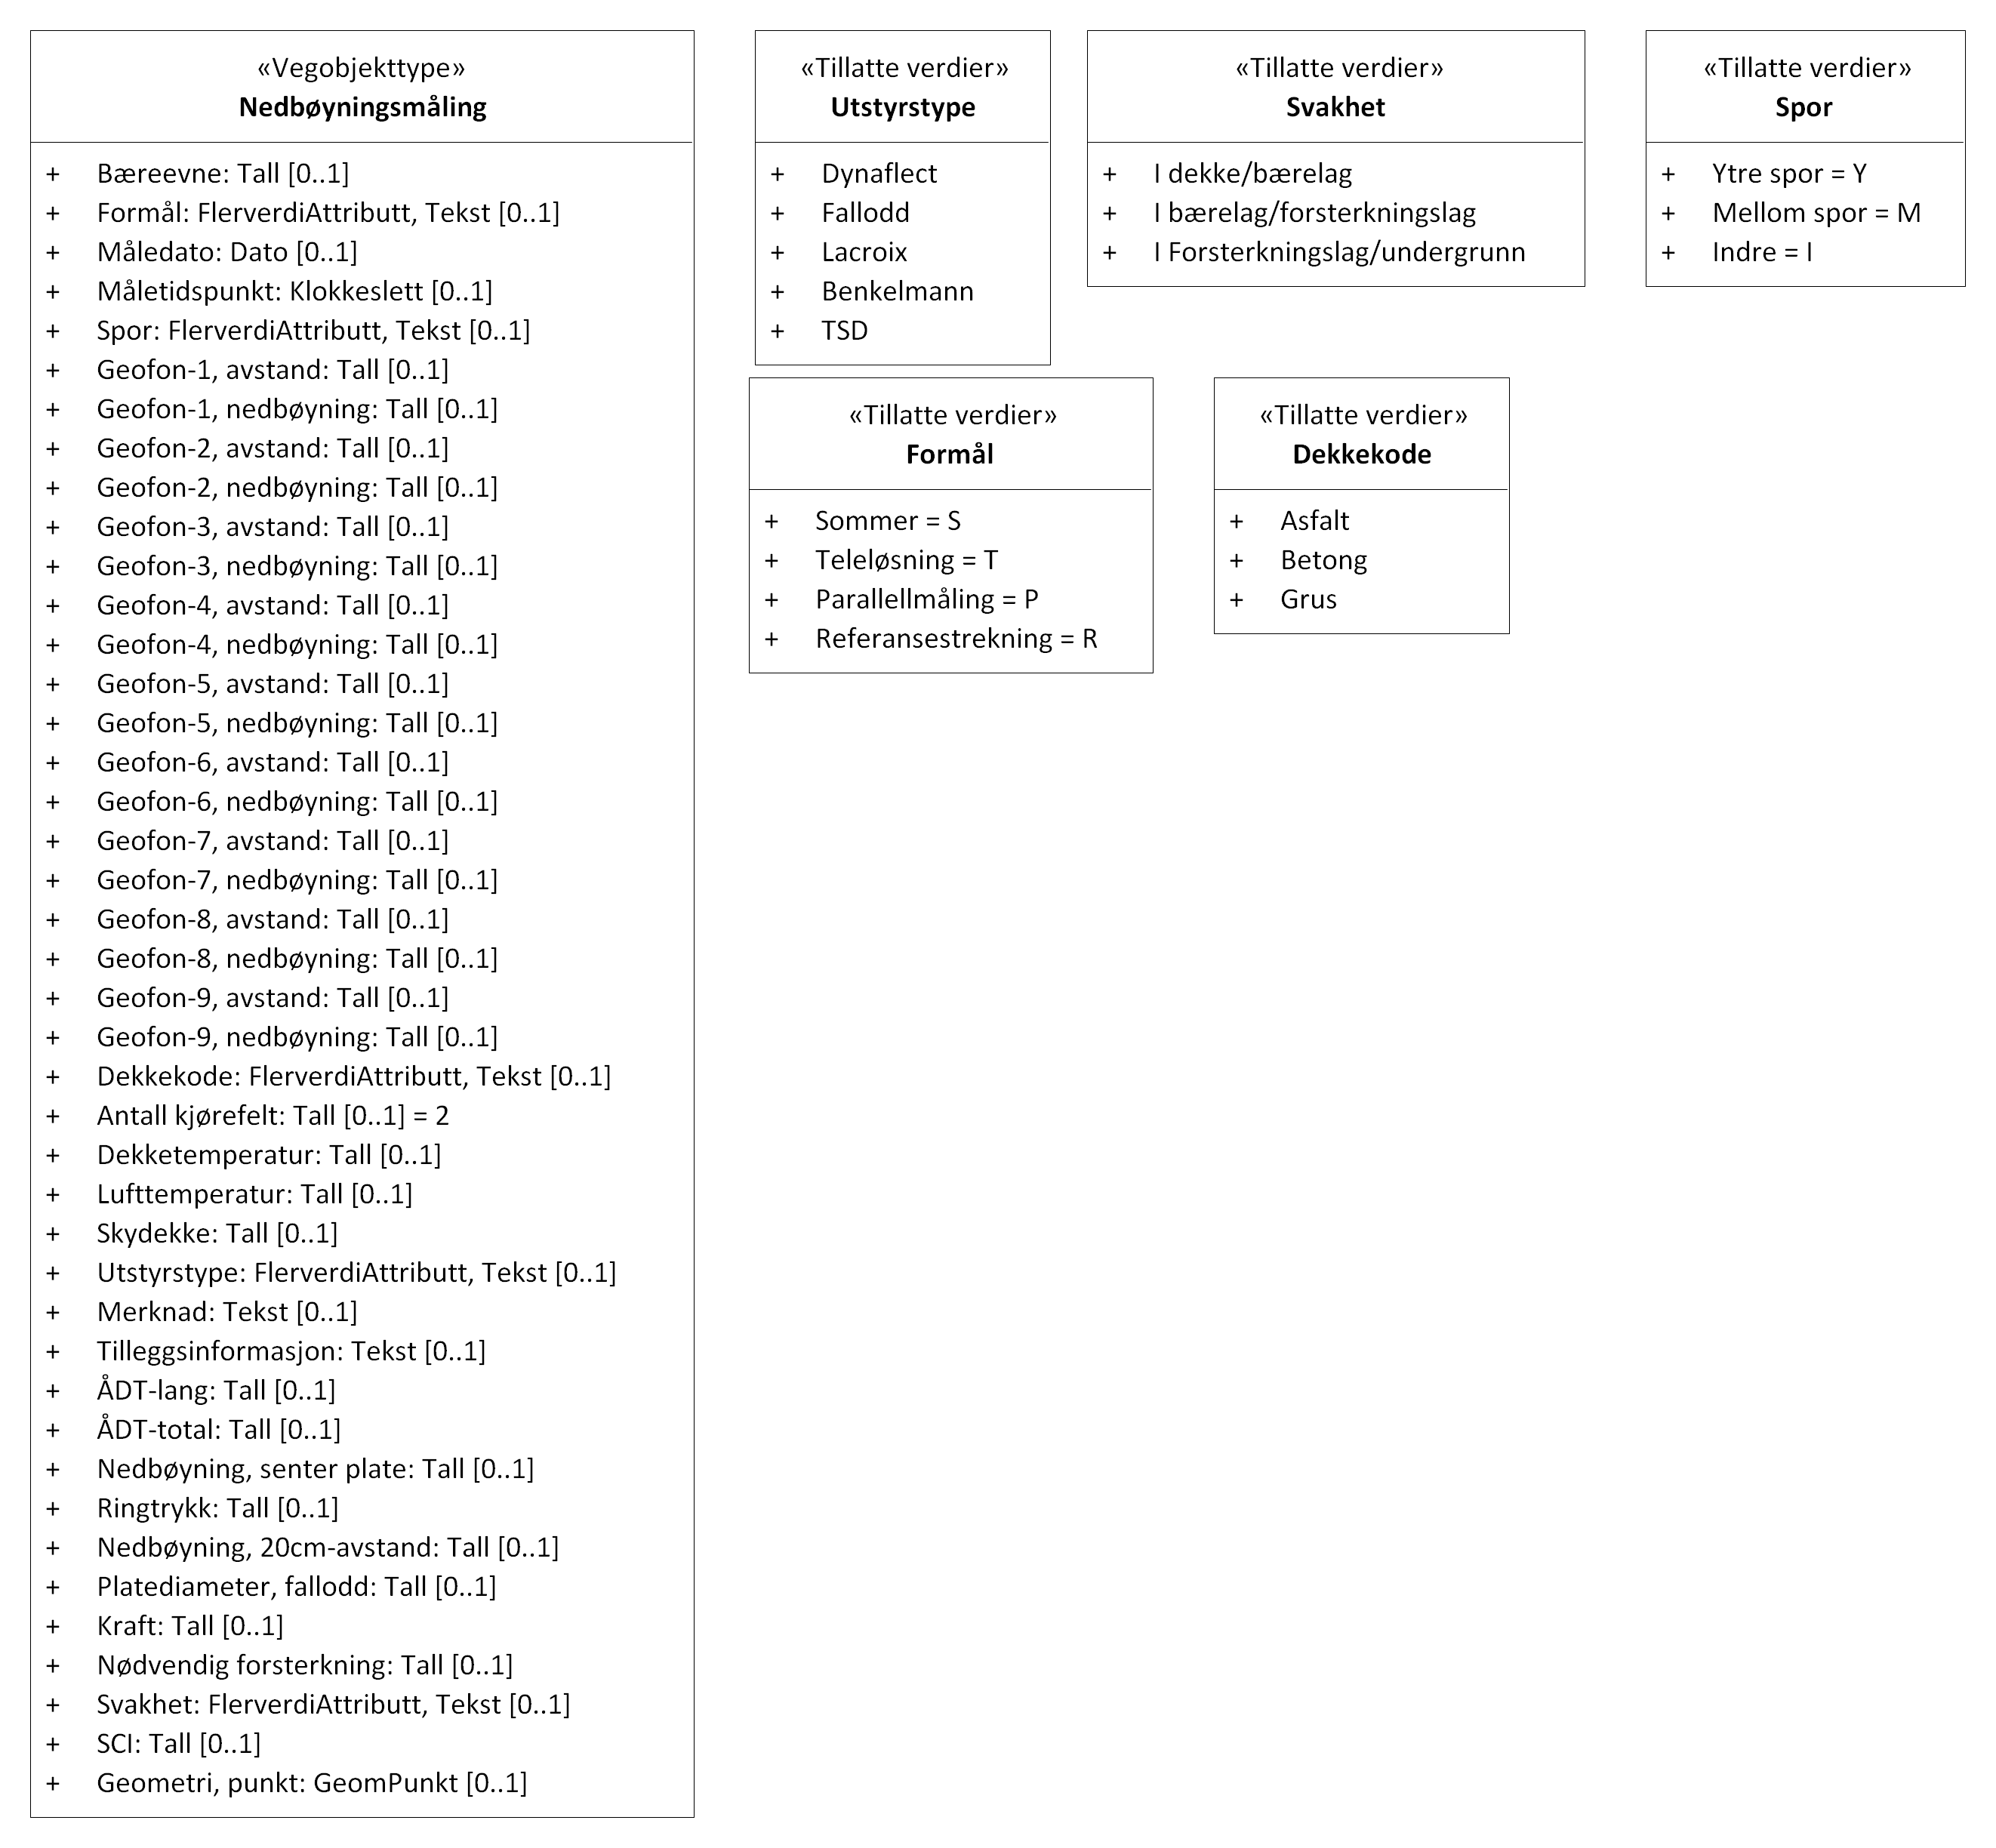 «Vegobjekttype»
Nedbøyningsmåling
+ Bæreevne: Tall [0..1]
+ Formål: FlerverdiAttributt, Tekst [0..1]
+ Måledato: Dato [0..1]
+ Måletidspunkt: Klokkeslett [0..1]
+ Spor: FlerverdiAttributt, Tekst [0..1]
+ Geofon-1, avstand: Tall [0..1]
+ Geofon-1, nedbøyning: Tall [0..1]
+ Geofon-2, avstand: Tall [0..1]
+ Geofon-2, nedbøyning: Tall [0..1]
+ Geofon-3, avstand: Tall [0..1]
+ Geofon-3, nedbøyning: Tall [0..1]
+ Geofon-4, avstand: Tall [0..1]
+ Geofon-4, nedbøyning: Tall [0..1]
+ Geofon-5, avstand: Tall [0..1]
+ Geofon-5, nedbøyning: Tall [0..1]
+ Geofon-6, avstand: Tall [0..1]
+ Geofon-6, nedbøyning: Tall [0..1]
+ Geofon-7, avstand: Tall [0..1]
+ Geofon-7, nedbøyning: Tall [0..1]
+ Geofon-8, avstand: Tall [0..1]
+ Geofon-8, nedbøyning: Tall [0..1]
+ Geofon-9, avstand: Tall [0..1]
+ Geofon-9, nedbøyning: Tall [0..1]
+ Dekkekode: FlerverdiAttributt, Tekst [0..1]
+ Antall kjørefelt: Tall [0..1] = 2
+ Dekketemperatur: Tall [0..1]
+ Lufttemperatur: Tall [0..1]
+ Skydekke: Tall [0..1]
+ Utstyrstype: FlerverdiAttributt, Tekst [0..1]
+ Merknad: Tekst [0..1]
+ Tilleggsinformasjon: Tekst [0..1]
+ ÅDT-lang: Tall [0..1]
+ ÅDT-total: Tall [0..1]
+ Nedbøyning, senter plate: Tall [0..1]
+ Ringtrykk: Tall [0..1]
+ Nedbøyning, 20cm-avstand: Tall [0..1]
+ Platediameter, fallodd: Tall [0..1]
+ Kraft: Tall [0..1]
+ Nødvendig forsterkning: Tall [0..1]
+ Svakhet: FlerverdiAttributt, Tekst [0..1]
+ SCI: Tall [0..1]
+ Geometri, punkt: GeomPunkt [0..1]
«Tillatte verdier»
Utstyrstype
+ Dynaflect
+ Fallodd
+ Lacroix
+ Benkelmann
+ TSD
«Tillatte verdier»
Svakhet
+ I dekke/bærelag
+ I bærelag/forsterkningslag
+ I Forsterkningslag/undergrunn
«Tillatte verdier»
Spor
+ Ytre spor = Y
+ Mellom spor = M
+ Indre = I
«Tillatte verdier»
Formål
+ Sommer = S
+ Teleløsning = T
+ Parallellmåling = P
+ Referansestrekning = R
«Tillatte verdier»
Dekkekode
+ Asfalt
+ Betong
+ Grus